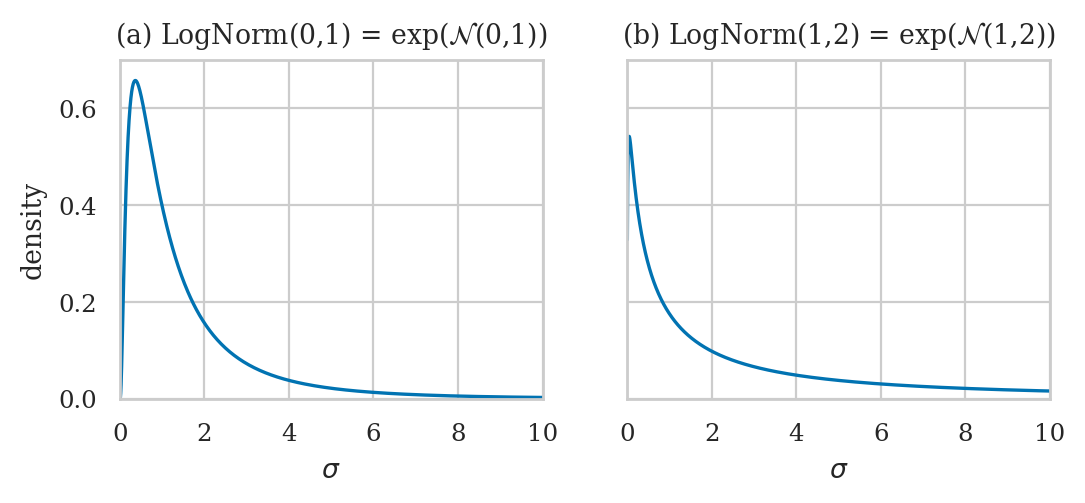 (a) LogNorm(0,1) = exp(𝒩(0,1))
(b) LogNorm(1,2) = exp(𝒩(1,2))
density
0.6
0.4
0.2
0.0
0 2 4 6 8 10
0 2 4 6 8 10
σ
σ